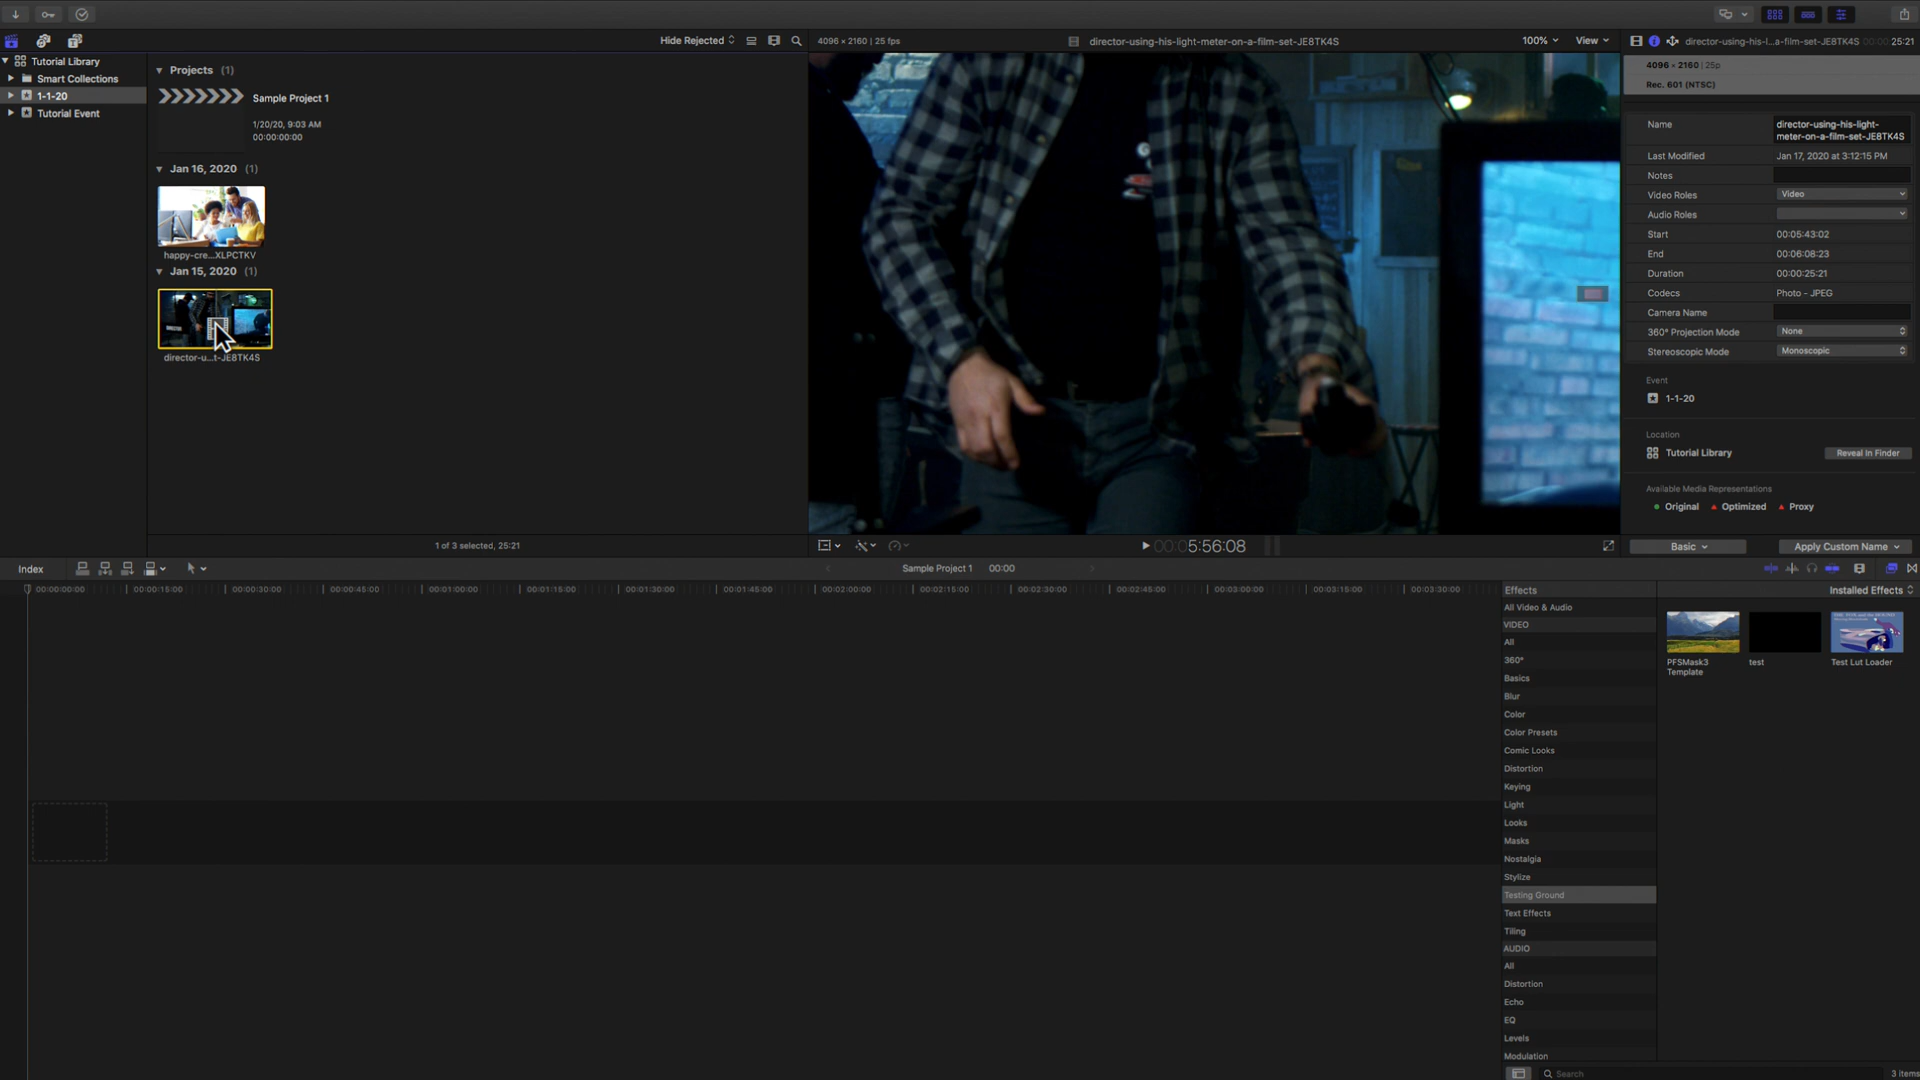 Hide Rejected
4096 × 2160 | 25 fps
director-using-his-light-meter-on-a-film-set-JE8TK4S
100%
View
director-using-his-l...a-film-set-JE8TK4S
25:21
Tutorial Library
Smart Collections
1-1-20
Tutorial Event
Projects (1)
Sample Project 1
1/20/20, 9:03 AM
00:00:00:00
Jan 16, 2020 (1)
happy-cre...XLPCTKV
Jan 15, 2020 (1)
director-u...t-JE8TK4S
1 of 3 selected, 25:21
00:05:56:08
4096 × 2160 | 25p
Rec. 601 (NTSC)
Name
director-using-his-light-
meter-on-a-film-set-JE8TK4S
Last Modified
Jan 17, 2020 at 3:12:15 PM
Notes
Video Roles
Video
Audio Roles
Start
00:05:43:02
End
00:06:08:23
Duration
00:00:25:21
Codecs
Photo - JPEG
Camera Name
360° Projection Mode
None
Stereoscopic Mode
Monoscopic
Event
1-1-20
Location
Tutorial Library
Reveal In Finder
Available Media Representations
Original
Optimized
Proxy
Basic
Apply Custom Name
Index
Sample Project 1
00:00
00:00:00:00
00:00:15:00
00:00:30:00
00:00:45:00
00:01:00:00
00:01:15:00
00:01:30:00
00:01:45:00
00:02:00:00
00:02:15:00
00:02:30:00
00:02:45:00
00:03:00:00
00:03:15:00
00:03:30:00
Effects
Installed Effects
All Video & Audio
VIDEO
All
360°
Basics
Blur
Color
Color Presets
Comic Looks
Distortion
Keying
Light
Looks
Masks
Nostalgia
Stylize
Testing Ground
Text Effects
Tiling
AUDIO
All
Distortion
Echo
EQ
Levels
Modulation
PFSMask3
Template
test
Test Lut Loader
Search
3 items